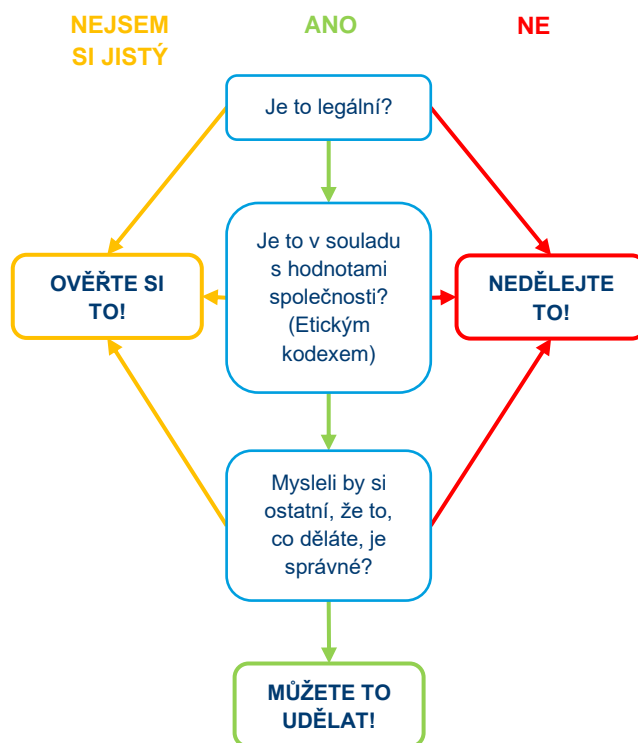 NEJSEM
SI JISTÝ
ANO
NE
Je to legální?
Je to v souladu
s hodnotami
společnosti?
(Etickým
kodexem)
OVĚŘTE SI
TO!
NEDĚLEJTE
TO!
Mysleli by si
ostatní, že to,
co děláte, je
správné?
MŮŽETE TO
UDĚLAT!